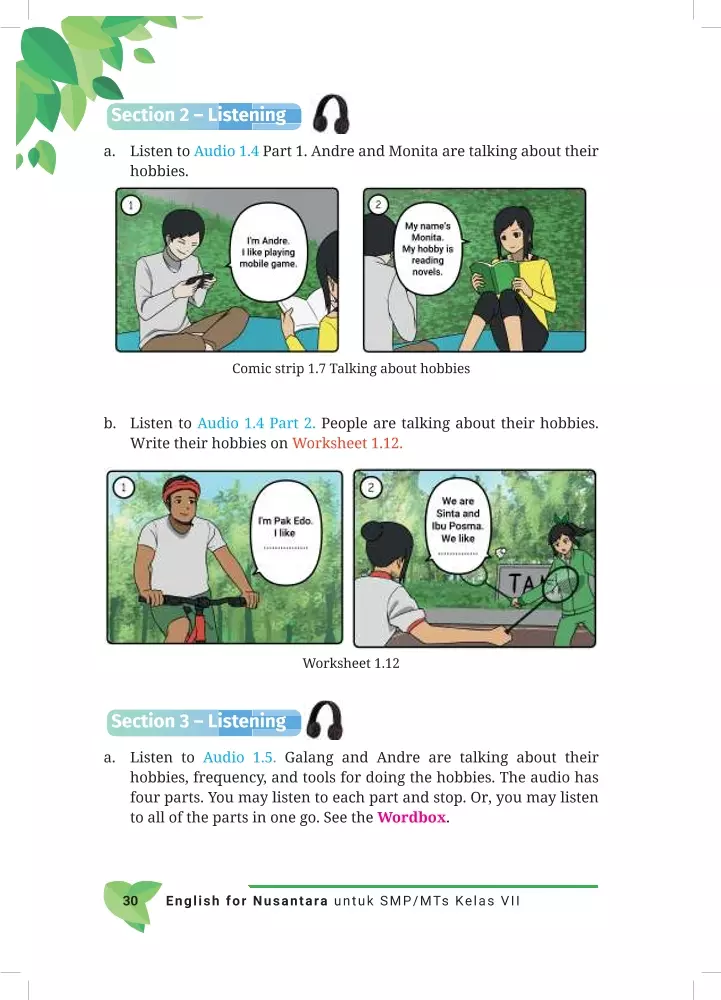 Section 2 – Listening
a. Listen to Audio 1.4 Part 1. Andre and Monita are talking about their
hobbies.
1
I'm Andre.
I like playing
mobile game.
2
My name's
Monita.
My hobby is
reading
novels.
Comic strip 1.7 Talking about hobbies
b. Listen to Audio 1.4 Part 2. People are talking about their hobbies.
Write their hobbies on Worksheet 1.12.
1
I'm Pak Edo.
I like
...............
2
We are
Sinta and
Ibu Posma.
We like
..............
Worksheet 1.12
Section 3 – Listening
a. Listen to Audio 1.5. Galang and Andre are talking about their
hobbies, frequency, and tools for doing the hobbies. The audio has
four parts. You may listen to each part and stop. Or, you may listen
to all of the parts in one go. See the Wordbox.
30 English for Nusantara untuk SMP/MTs Kelas VII